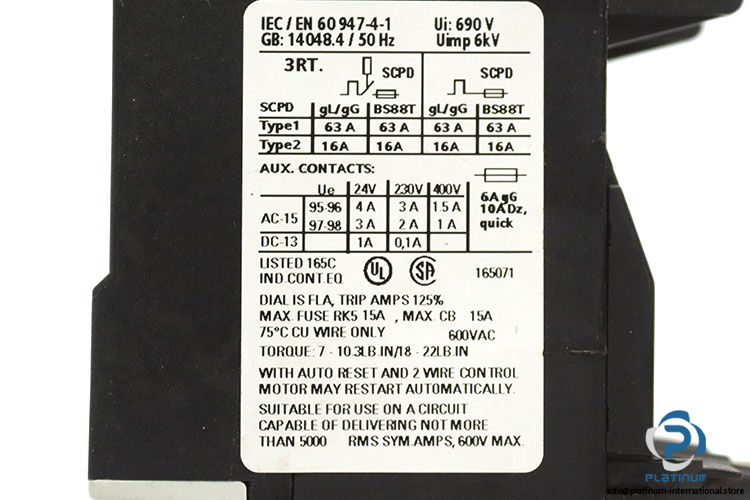 IEC / EN 60 947-4-1 Ui: 690 V
GB: 14048.4 / 50 Hz Uimp 6kV
3RT. SCPD SCPD
SCPD gL/gG BS88T gL/gG BS88T
Type1 63 A 63 A 63 A 63 A
Type2 16A 16A 16A 16A
AUX. CONTACTS:
Ue 24V 230V 400V
AC-15 95-96 4 A 3 A 1.5 A
97-98 3 A 2 A 1 A
DC-13 1A 0,1A -
6A gG
10A Dz,
quick
LISTED 165C
IND.CONT.EQ. UL SA 165071
DIAL IS FLA, TRIP AMPS 125%
MAX. FUSE RK5 15A , MAX. CB 15A
75°C CU WIRE ONLY 600VAC
TORQUE: 7 - 10.3LB.IN/18 - 22LB.IN
WITH AUTO RESET AND 2 WIRE CONTROL
MOTOR MAY RESTART AUTOMATICALLY.
SUITABLE FOR USE ON A CIRCUIT
CAPABLE OF DELIVERING NOT MORE
THAN 5000 RMS SYM.AMPS, 600V MAX.
PLATINUM
info@platinum-international.store